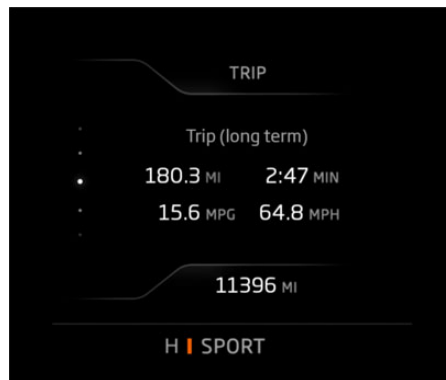 TRIP
Trip (long term)
180.3 MI 2:47 MIN
15.6 MPG 64.8 MPH
11396 MI
H SPORT